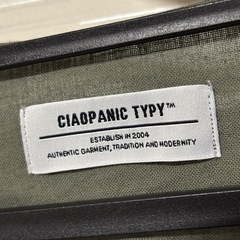 CIAOPANIC TYPY™
ESTABLISH IN 2004
AUTHENTIC GARMENT, TRADITION AND MODERNITY